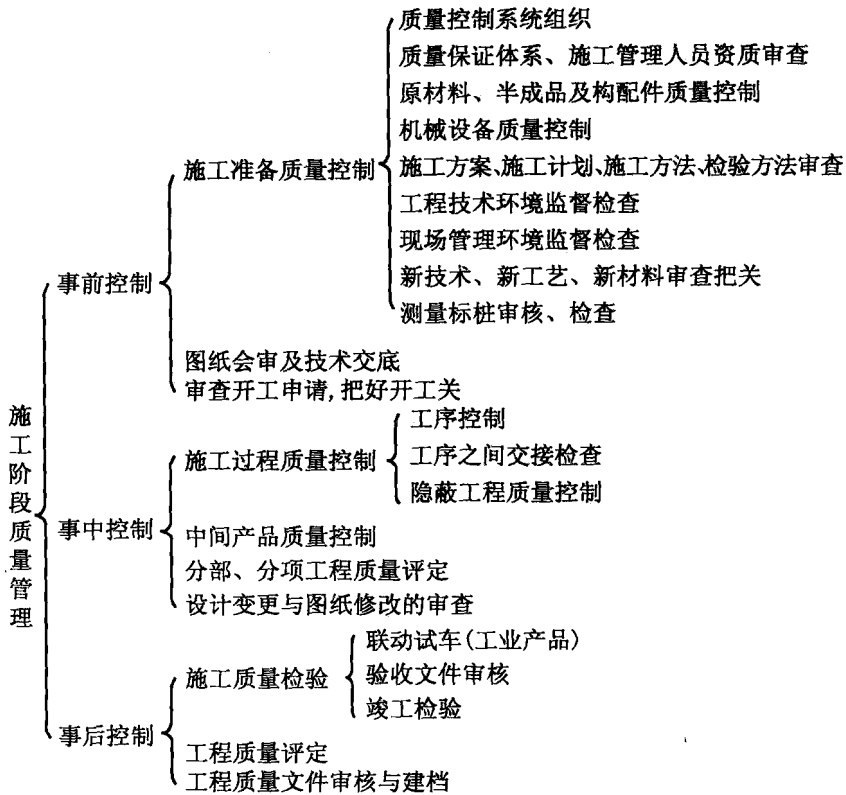 质量控制系统组织
质量保证体系、施工管理人员资质审查
原材料、半成品及构配件质量控制
机械设备质量控制
施工准备质量控制
施工方案、施工计划、施工方法、检验方法审查
工程技术环境监督检查
现场管理环境监督检查
事前控制
新技术、新工艺、新材料审查把关
测量标桩审核、检查
图纸会审及技术交底
审查开工申请,把好开工关
施工阶段质量管理
工序控制
施工过程质量控制
工序之间交接检查
隐蔽工程质量控制
事中控制
中间产品质量控制
分部、分项工程质量评定
设计变更与图纸修改的审查
联动试车(工业产品)
施工质量检验
验收文件审核
竣工检验
事后控制
工程质量评定
工程质量文件审核与建档